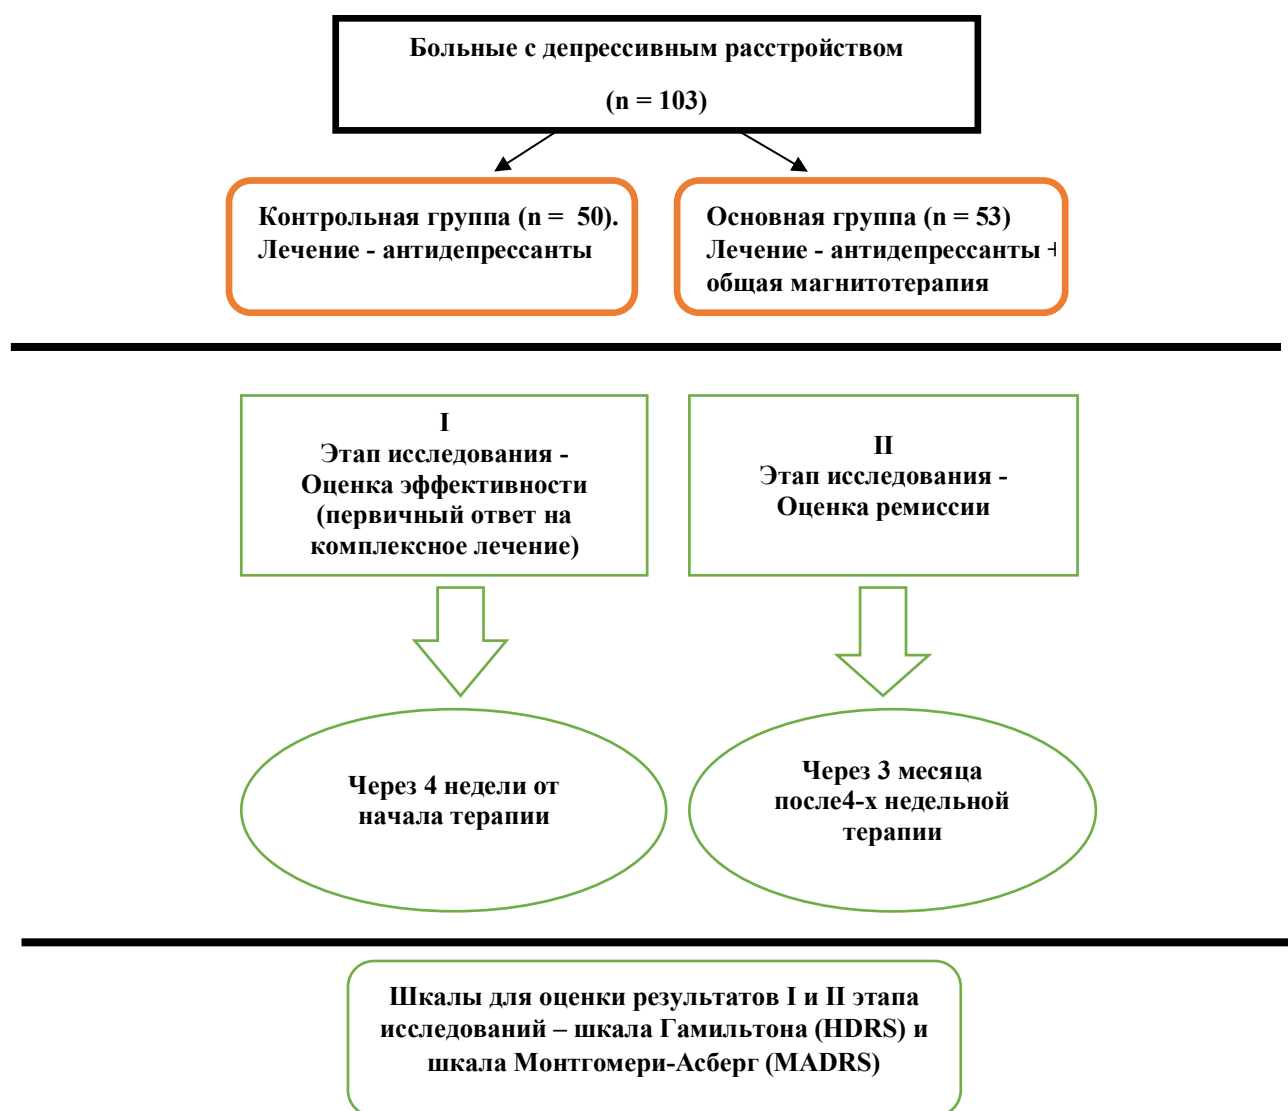 Больные с депрессивным расстройством
(n = 103)
Контрольная группа (n = 50).
Лечение - антидепрессанты
Основная группа (n = 53)
Лечение - антидепрессанты +
общая магнитотерапия
I
Этап исследования -
Оценка эффективности
(первичный ответ на
комплексное лечение)
II
Этап исследования -
Оценка ремиссии
Через 4 недели от
начала терапии
Через 3 месяца
после4-х недельной
терапии
Шкалы для оценки результатов I и II этапа
исследований – шкала Гамильтона (HDRS) и
шкала Монтгомери-Асберг (MADRS)